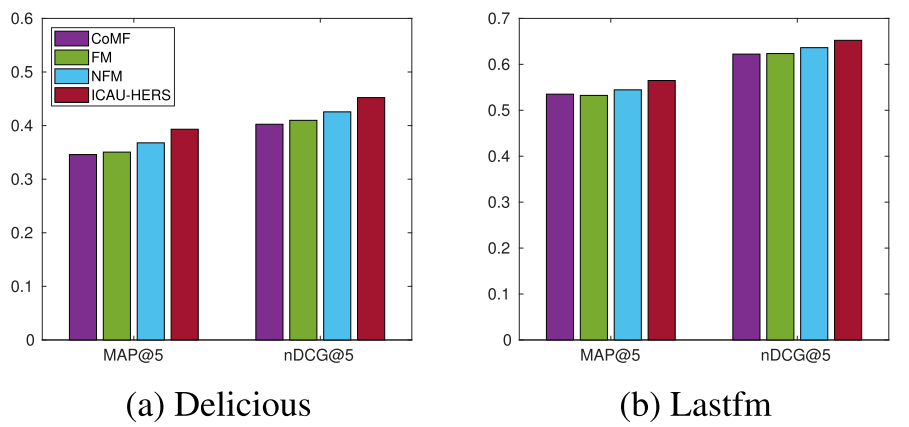 0.6
0.5
0.4
0.3
0.2
0.1
0
CoMF
FM
NFM
ICAU-HERS
MAP@5 nDCG@5
(a) Delicious
0.7
0.6
0.5
0.4
0.3
0.2
0.1
0
MAP@5 nDCG@5
(b) Lastfm